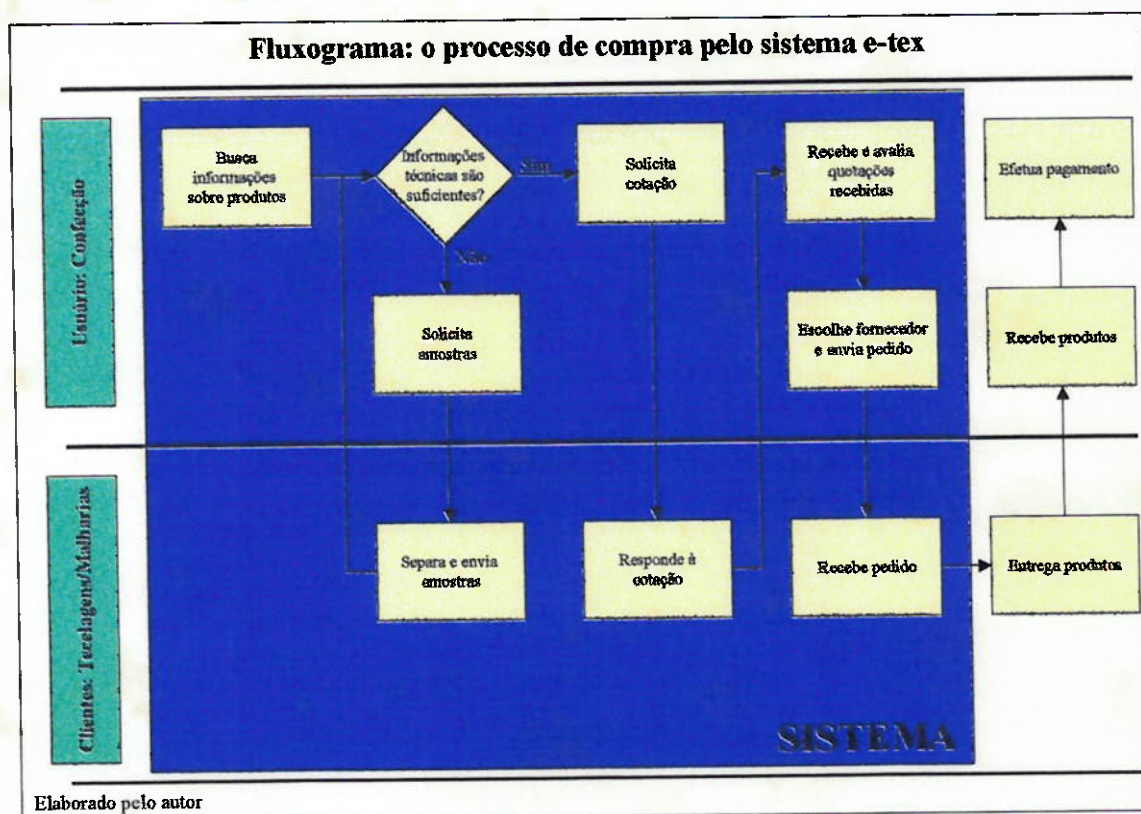 Fluxograma: o processo de compra pelo sistema e-tex
Usuário: Confecção
Busca
informações
sobre produtos
Informações
técnicas são
suficientes?
Sim
Não
Solicita
amostras
Solicita
cotação
Recebe e avalia
quotações
recebidas
Escolhe fornecedor
e envia pedido
Efetua pagamento
Recebe produtos
Clientes: Tecelagens/Malharias
Separa e envia
amostras
Responde à
cotação
Recebe pedido
Entrega produtos
SISTEMA
Elaborado pelo autor